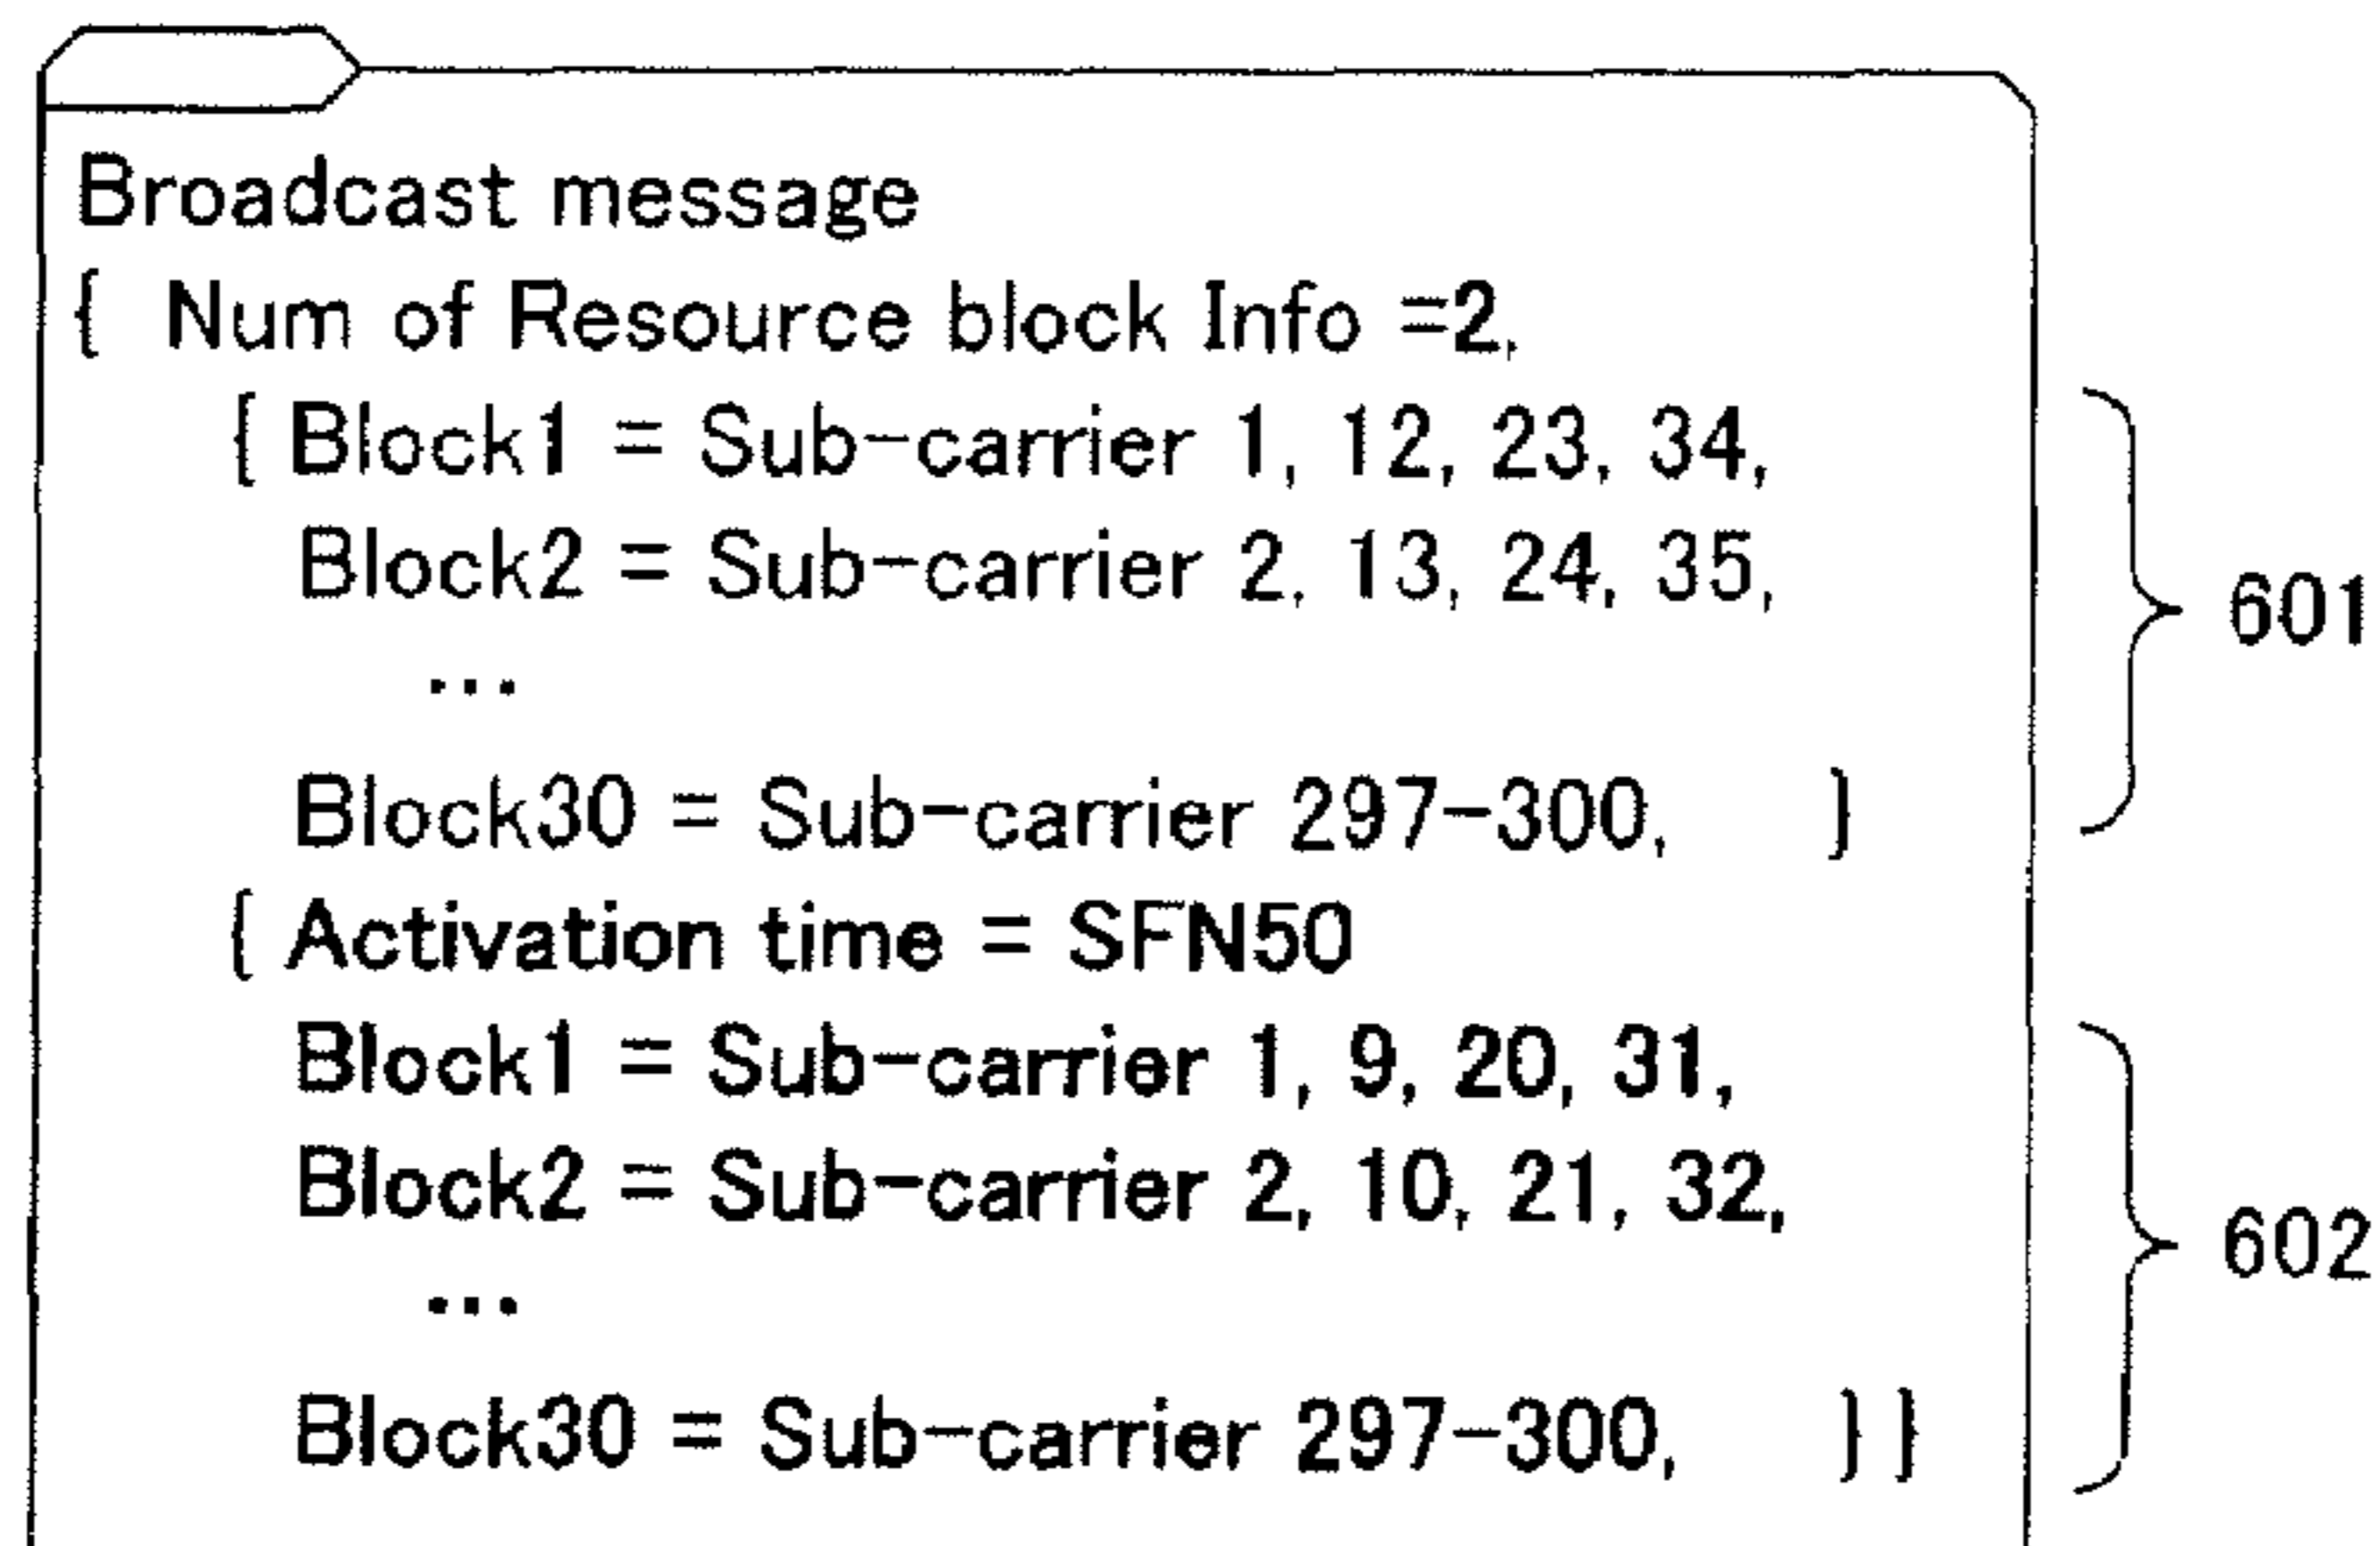 Broadcast message
{ Num of Resource block Info =2,
{ Block1 = Sub-carrier 1, 12, 23, 34,
Block2 = Sub-carrier 2, 13, 24, 35,
...
Block30 = Sub-carrier 297-300, }
601
{ Activation time = SFN50
Block1 = Sub-carrier 1, 9, 20, 31,
Block2 = Sub-carrier 2, 10, 21, 32,
...
Block30 = Sub-carrier 297-300, } }
602